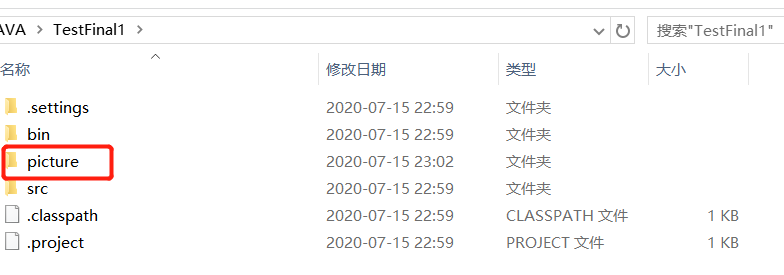 AVA > TestFinal1 >
搜索"TestFinal1"
名称 修改日期 类型 大小
.settings 2020-07-15 22:59 文件夹
bin 2020-07-15 22:59 文件夹
picture 2020-07-15 23:02 文件夹
src 2020-07-15 22:59 文件夹
.classpath 2020-07-15 22:59 CLASSPATH 文件 1 KB
.project 2020-07-15 22:59 PROJECT 文件 1 KB